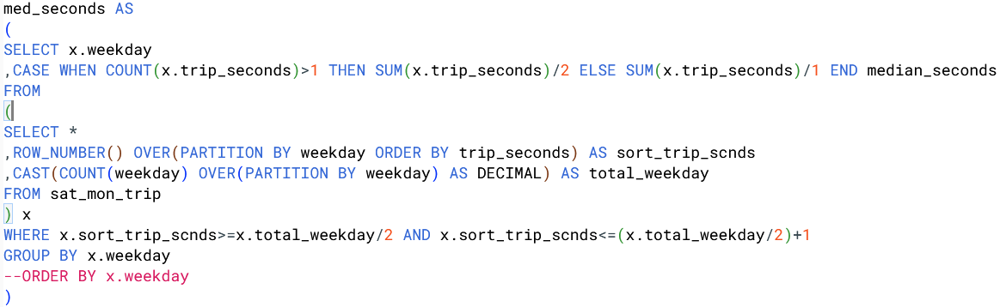 med_seconds AS
(
SELECT x.weekday
,CASE WHEN COUNT(x.trip_seconds)>1 THEN SUM(x.trip_seconds)/2 ELSE SUM(x.trip_seconds)/1 END median_seconds
FROM
(
SELECT *
,ROW_NUMBER() OVER(PARTITION BY weekday ORDER BY trip_seconds) AS sort_trip_scnds
,CAST(COUNT(weekday) OVER(PARTITION BY weekday) AS DECIMAL) AS total_weekday
FROM sat_mon_trip
) x
WHERE x.sort_trip_scnds>=x.total_weekday/2 AND x.sort_trip_scnds<=(x.total_weekday/2)+1
GROUP BY x.weekday
--ORDER BY x.weekday
)